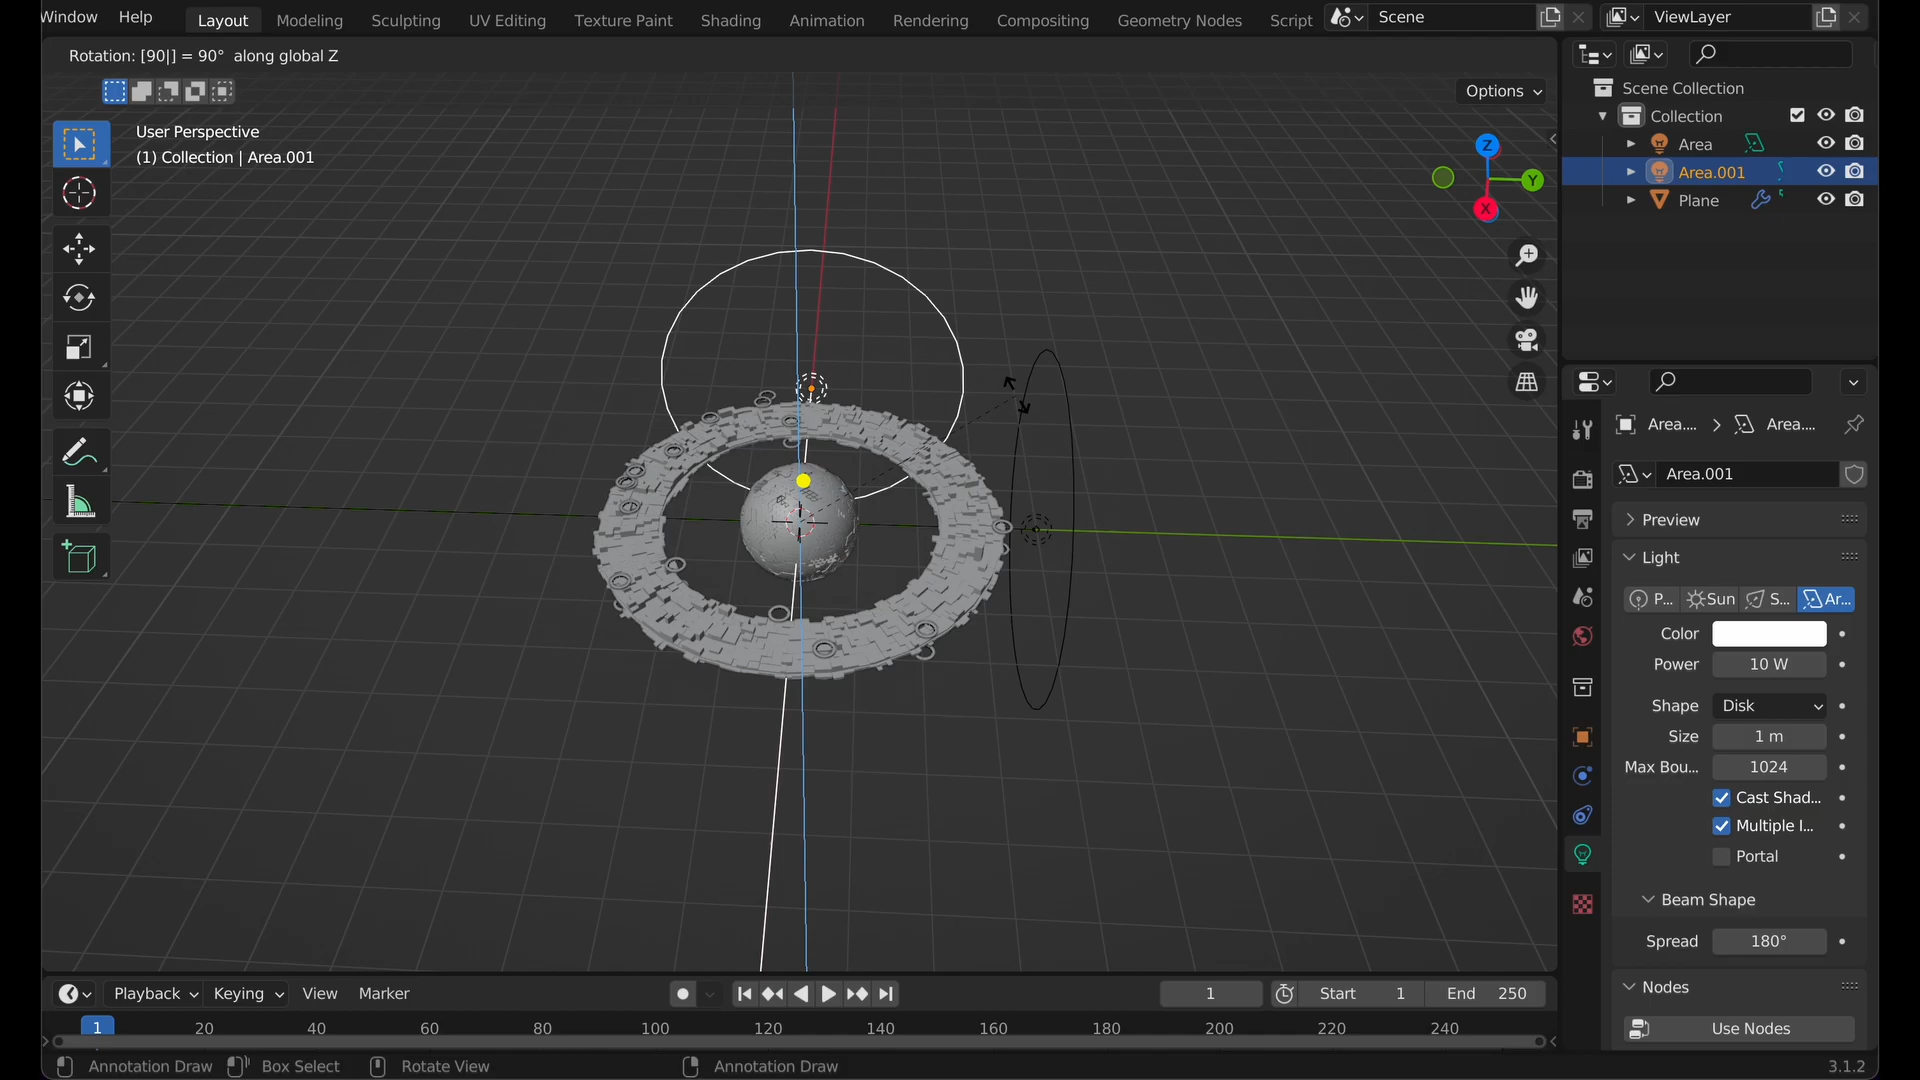 Window Help Layout Modeling Sculpting UV Editing Texture Paint Shading Animation Rendering Compositing Geometry Nodes Script Scene ViewLayer
Rotation: [90|] = 90° along global Z
Options
User Perspective
(1) Collection | Area.001
Z
Y
X
Scene Collection
Collection
Area
Area.001
Plane
Area.... Area....
Area.001
Preview
Light
P... Sun S... Ar...
Color
Power 10 W
Shape Disk
Size 1 m
Max Bou... 1024
Cast Shad...
Multiple I...
Portal
Beam Shape
Spread 180°
Nodes
Use Nodes
Playback Keying View Marker 1 Start 1 End 250
1 20 40 60 80 100 120 140 160 180 200 220 240
Annotation Draw Box Select Rotate View Annotation Draw 3.1.2